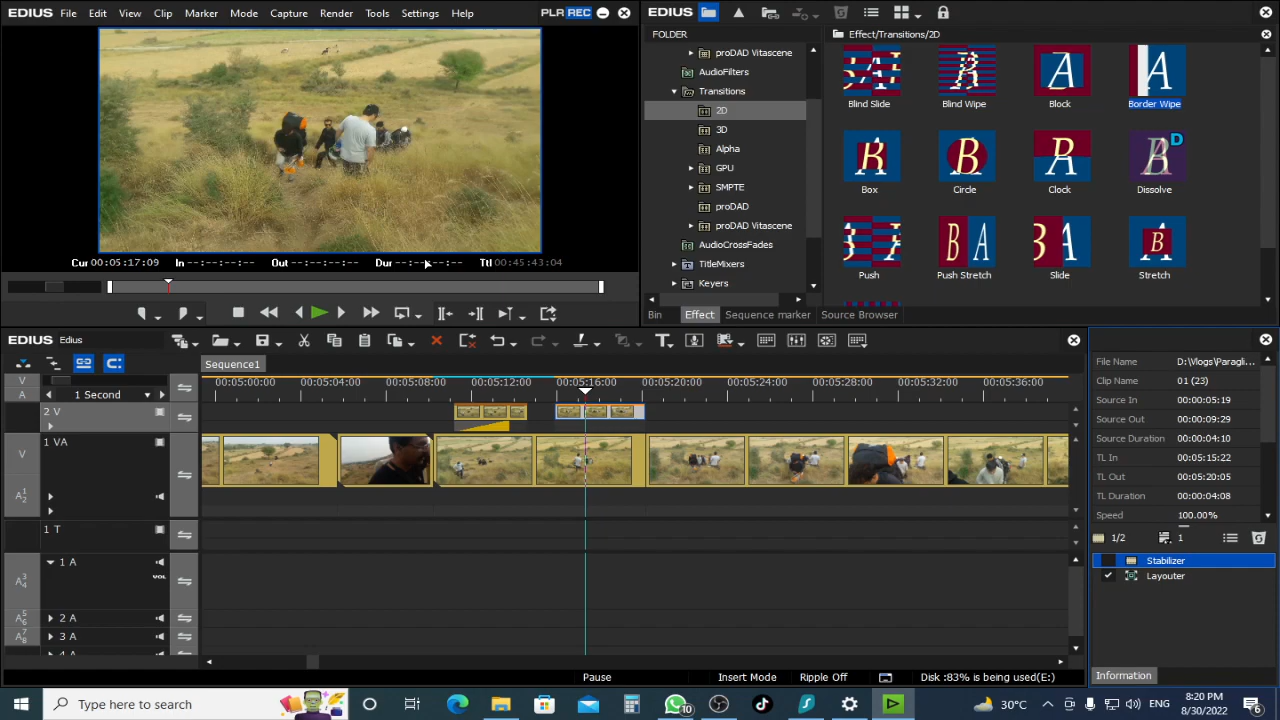 EDIUS File Edit View Clip Marker Mode Capture Render Tools Settings Help PLR REC
Cur 00:05:17:09 In --:--:--:-- Out --:--:--:-- Dur --:--:--:-- Ttl 00:45:43:04
FOLDER
proDAD Vitascene
AudioFilters
Transitions
2D
3D
Alpha
GPU
SMPTE
proDAD
proDAD Vitascene
AudioCrossFades
TitleMixers
Keyers
Effect/Transitions/2D
Blind Slide Blind Wipe Block Border Wipe
Box Circle Clock Dissolve
Push Push Stretch Slide Stretch
Bin Effect Sequence marker Source Browser
EDIUS Edius
Sequence1
V
A
1 Second
00:05:00:00 00:05:04:00 00:05:08:00 00:05:12:00 00:05:16:00 00:05:20:00 00:05:24:00 00:05:28:00 00:05:32:00 00:05:36:00
2 V
1 VA
V
1 T
1 A
VOL
2 A
3 A
Pause Insert Mode Ripple Off Disk :83% is being used(E:)
File Name D:\Vlogs\Paragli...
Clip Name 01 (23)
Source In 00:00:05:19
Source Out 00:00:09:29
Source Duration 00:00:04:10
TL In 00:05:15:22
TL Out 00:05:20:05
TL Duration 00:00:04:08
Speed 100.00%
1/2 1
Stabilizer
Layouter
Information
Type here to search
10
30°C
ENG
8:20 PM
8/30/2022